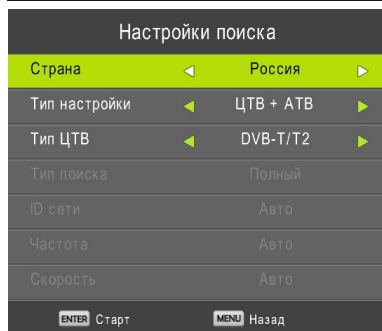 Настройки поиска
Страна Россия
Тип настройки ЦТВ + АТВ
Тип ЦТВ DVB-T/T2
Тип поиска Полный
ID сети Авто
Частота Авто
Скорость Авто
ENTER Старт MENU Назад